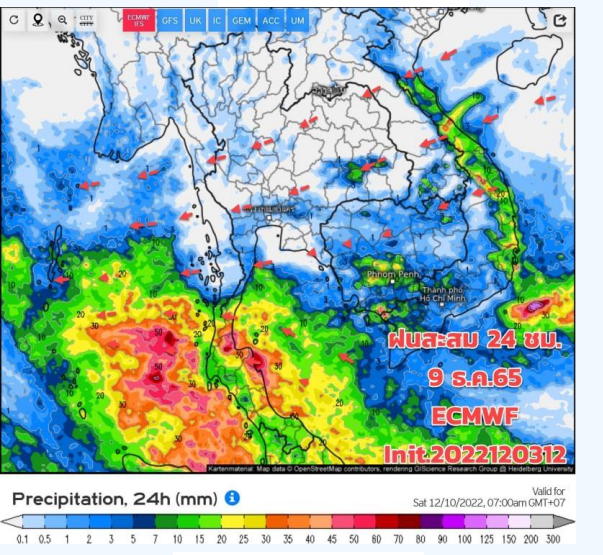 CITY
CITY
ECMWF IFS GFS UK IC GEM ACC UM
Phnom Penh
Thành phố
Hồ Chí Minh
ฝนสะสม 24 ชม.
9 ธ.ค.65
ECMWF
Init.2022120312
Kartenmaterial: Map data © OpenStreetMap contributors, rendering GIScience Research Group @ Heidelberg University
Precipitation, 24h (mm)
Valid for
Sat 12/10/2022, 07:00am GMT+07
0.1 0.5 1 2 3 5 7 10 15 20 25 30 35 40 45 50 60 70 80 90 100 125 150 200 300